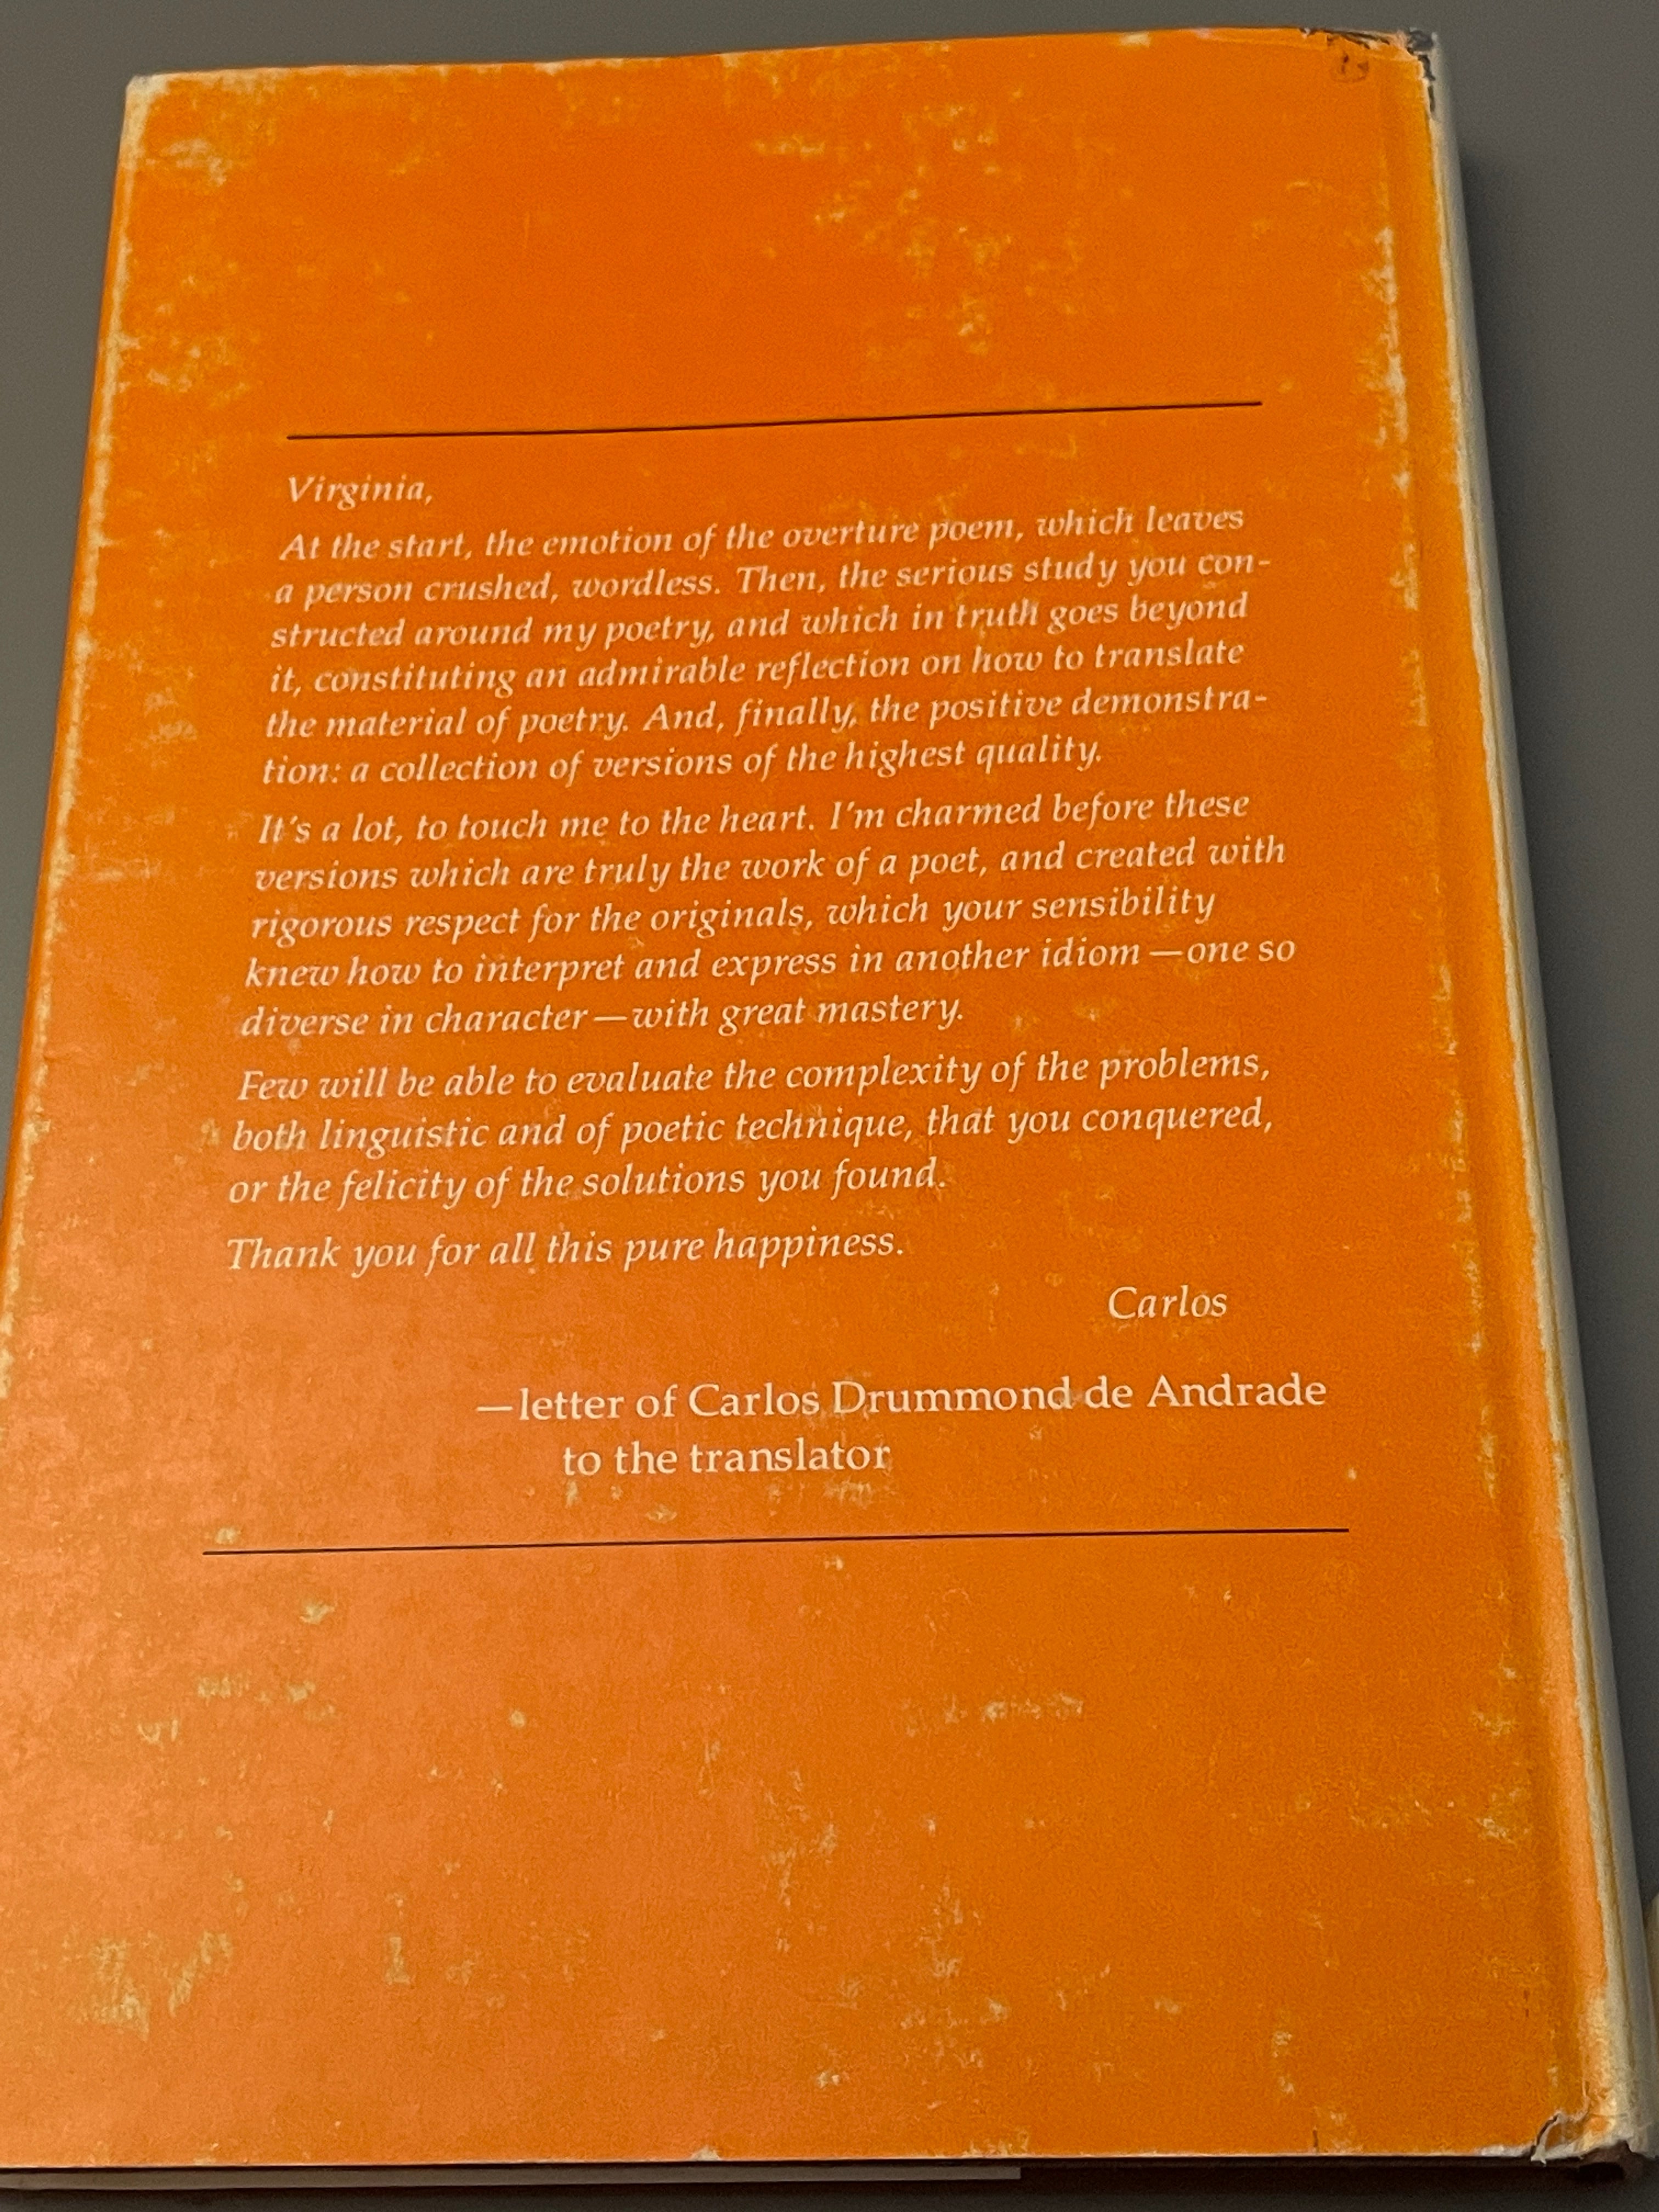 Virginia,
At the start, the emotion of the overture poem, which leaves
a person crushed, wordless. Then, the serious study you con-
structed around my poetry, and which in truth goes beyond
it, constituting an admirable reflection on how to translate
the material of poetry. And, finally, the positive demonstra-
tion: a collection of versions of the highest quality.
It's a lot, to touch me to the heart. I'm charmed before these
versions which are truly the work of a poet, and created with
rigorous respect for the originals, which your sensibility
knew how to interpret and express in another idiom—one so
diverse in character—with great mastery.
Few will be able to evaluate the complexity of the problems,
both linguistic and of poetic technique, that you conquered,
or the felicity of the solutions you found.
Thank you for all this pure happiness.
Carlos
—letter of Carlos Drummond de Andrade
to the translator